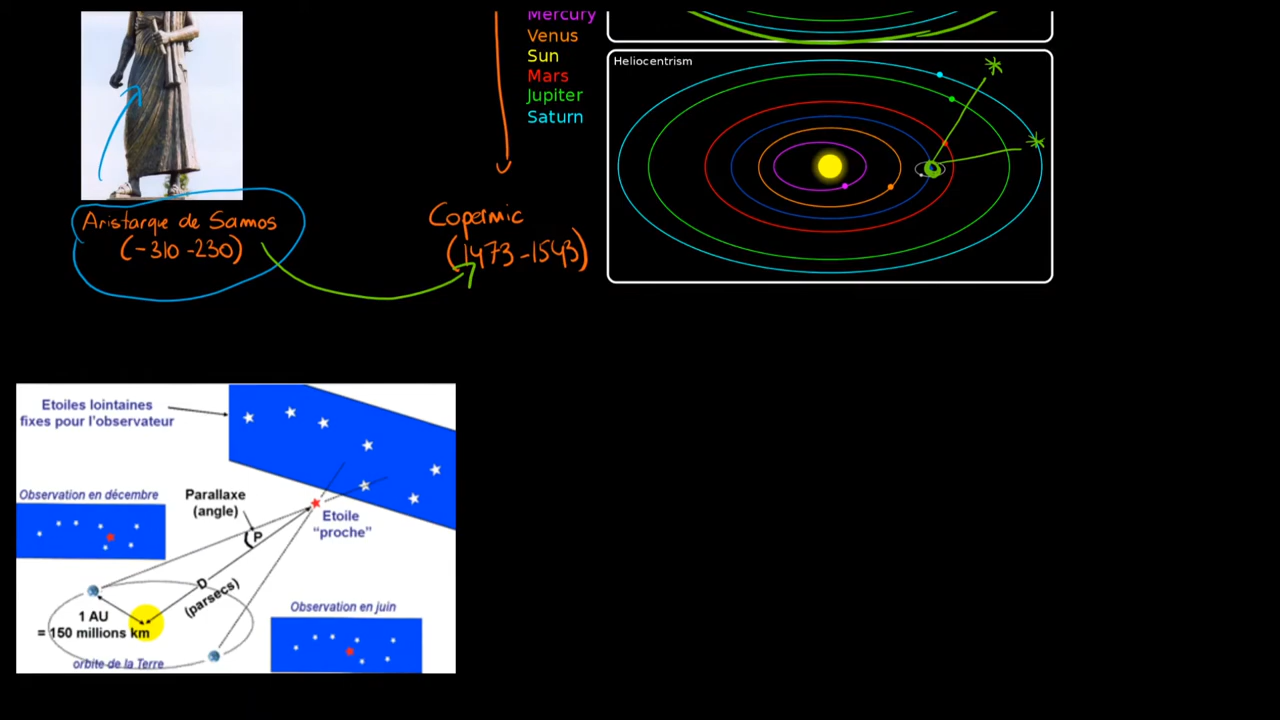 Mercury
Venus
Sun
Mars
Jupiter
Saturn
Heliocentrism
Aristarque de Samos
(-310 -230)
Copernic
(1473-1543)
Etoiles lointaines
fixes pour l'observateur
Observation en décembre
Parallaxe
(angle)
(P
Etoile
"proche"
D
(parsecs)
1 AU
= 150 millions km
orbite de la Terre
Observation en juin